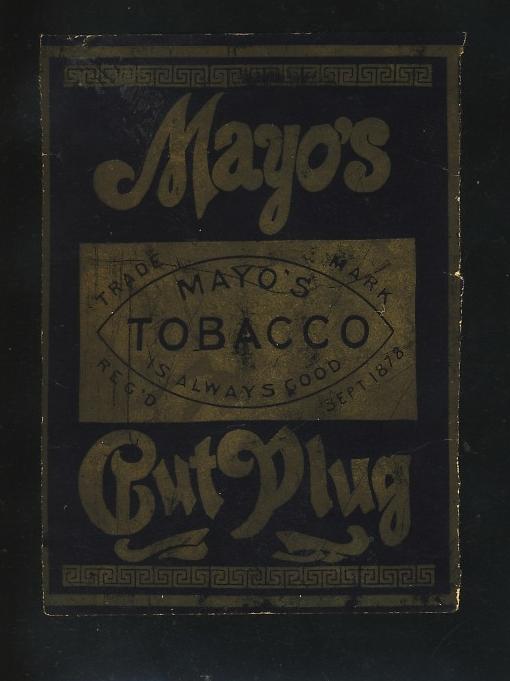 Mayo's
TRADE MARK
MAYO'S
TOBACCO
IS ALWAYS GOOD
REG'D SEPT 1878
Cut Plug